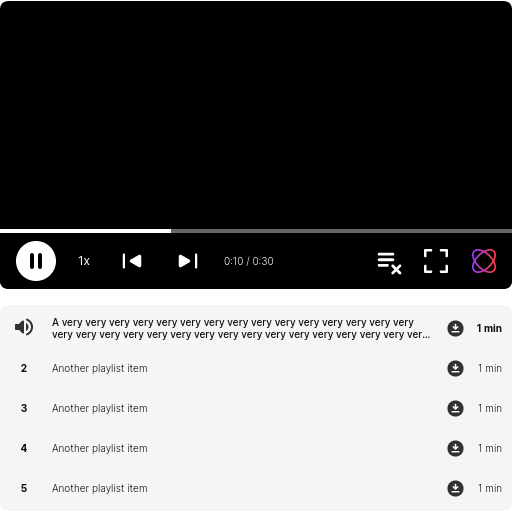 1x
0:10 / 0:30
A very very very very very very very very very very very very very very very
very very very very very very very very very very very very very very very ver...
1 min
2 Another playlist item 1 min
3 Another playlist item 1 min
4 Another playlist item 1 min
5 Another playlist item 1 min